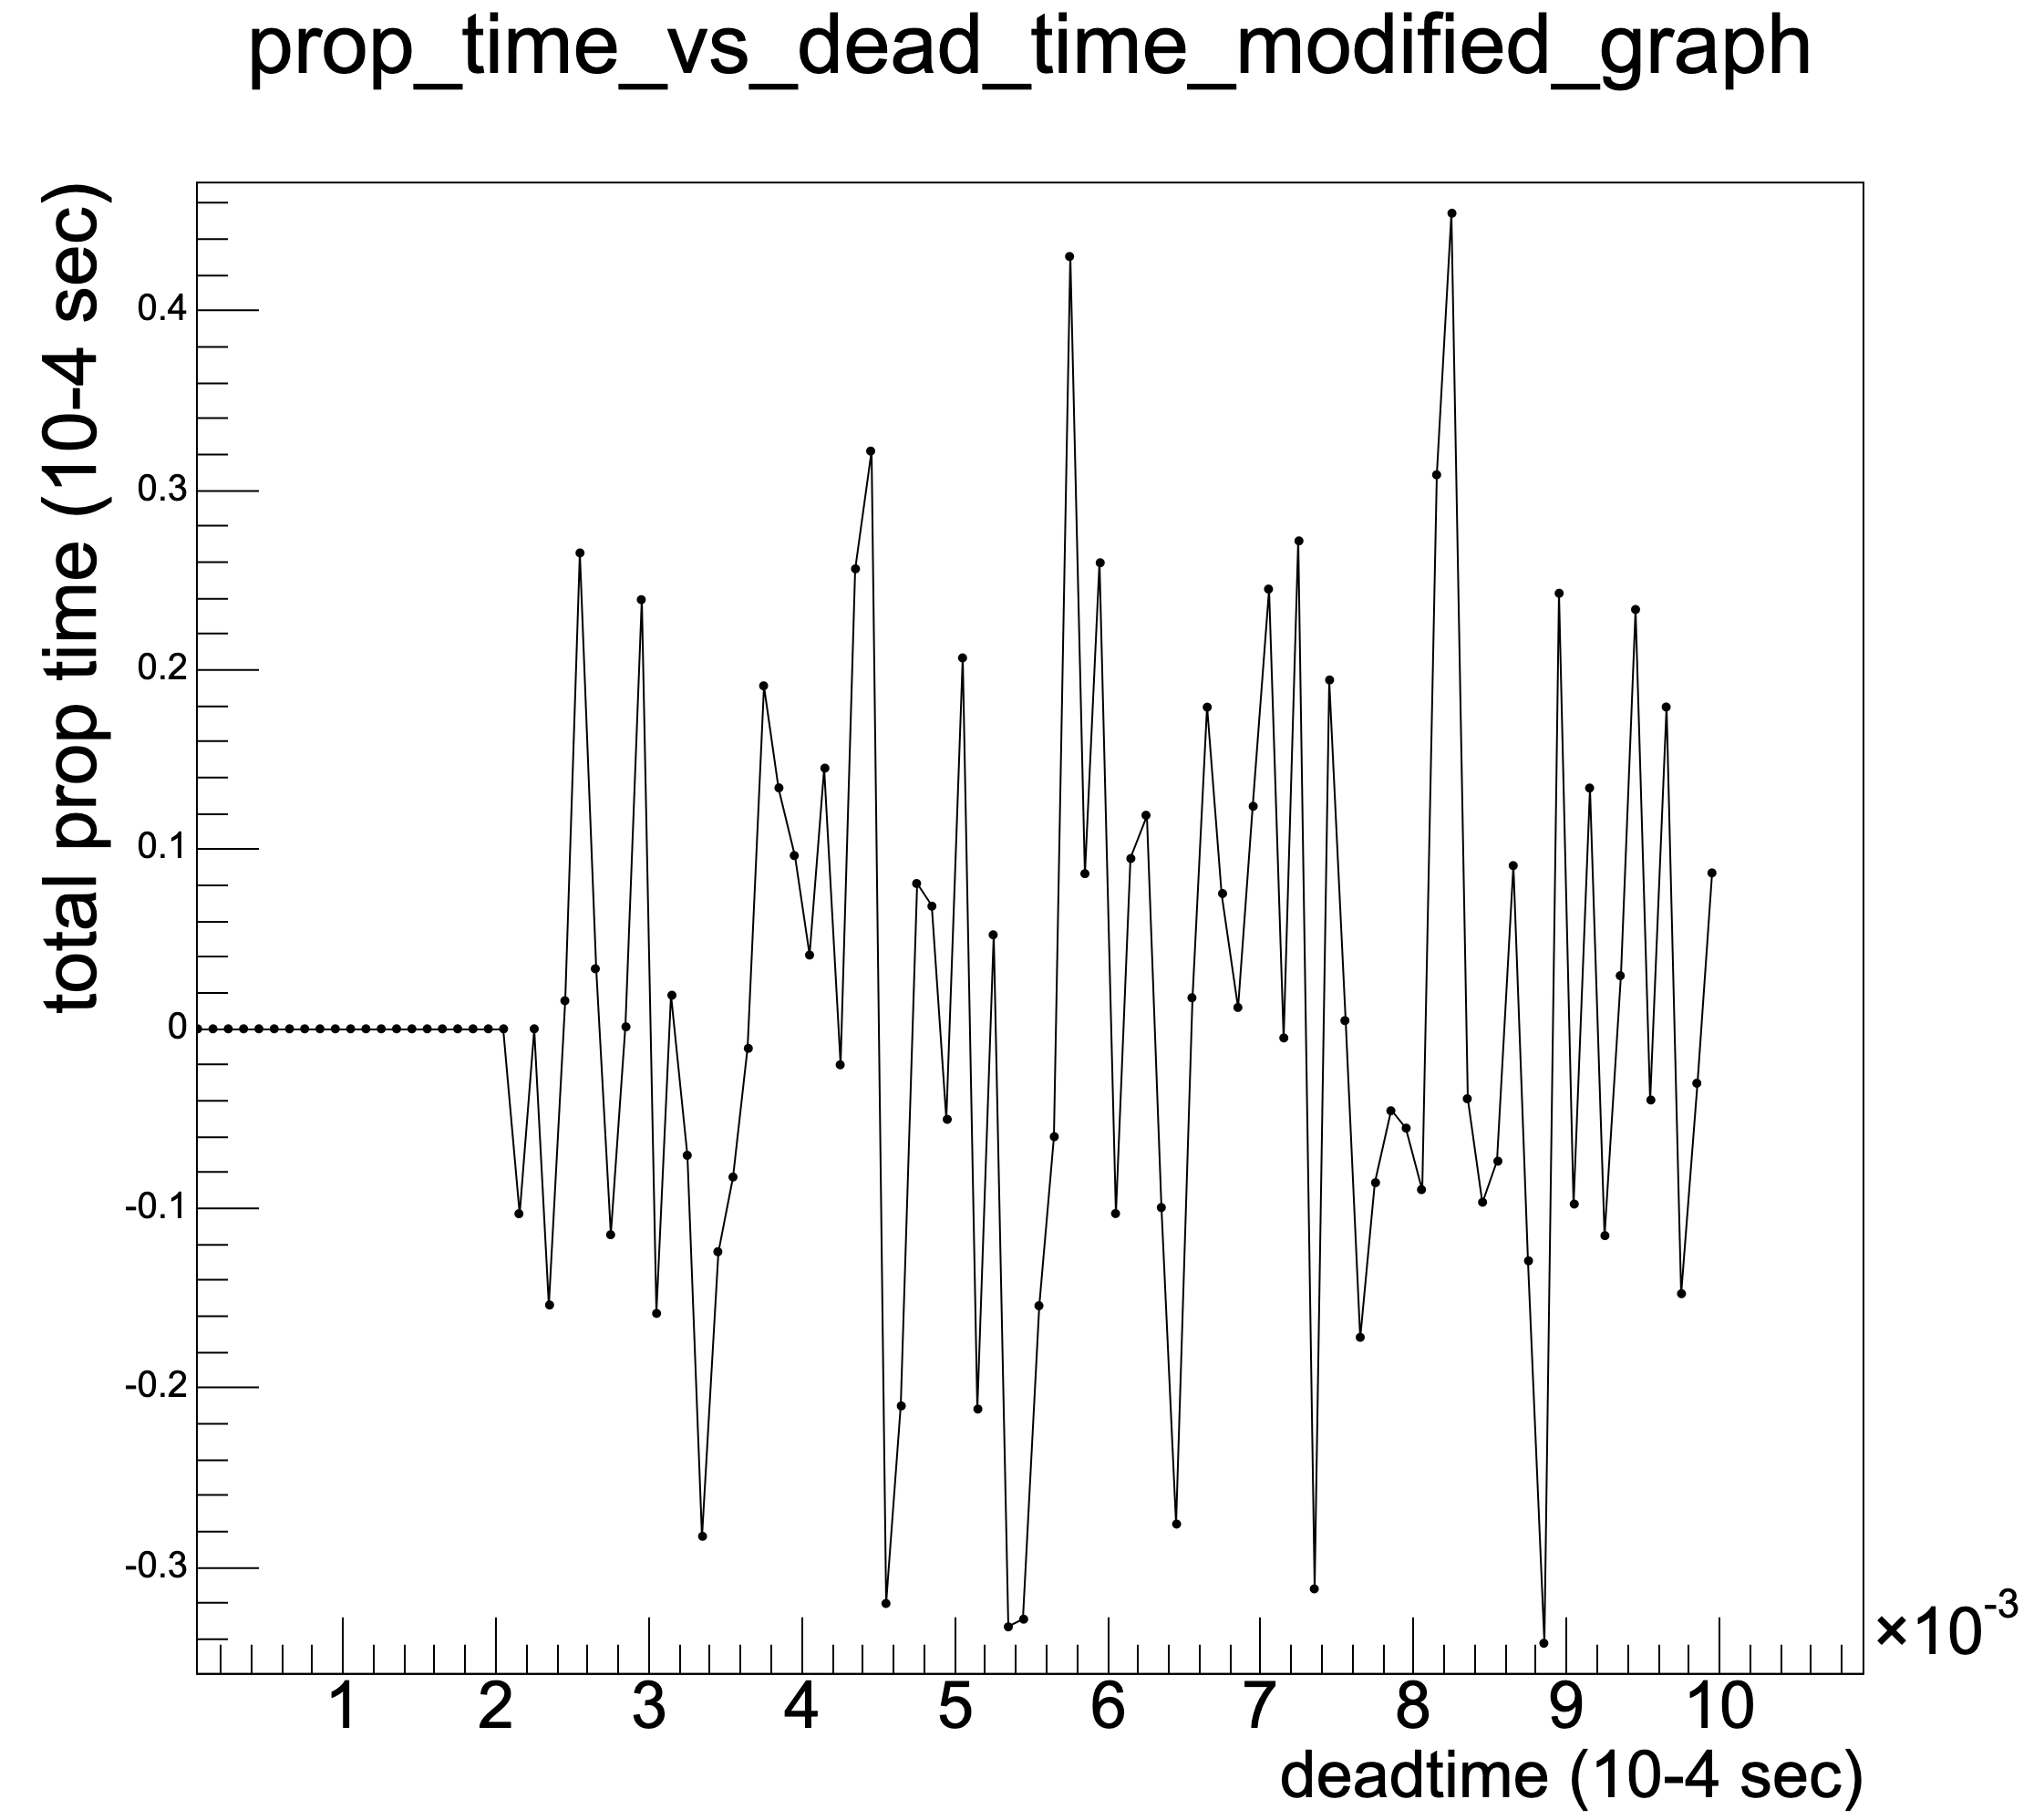 prop_time_vs_dead_time_modified_graph
total prop time (10-4 sec)
0.4
0.3
0.2
0.1
0
-0.1
-0.2
-0.3
1 2 3 4 5 6 7 8 9 10
×10-3
deadtime (10-4 sec)